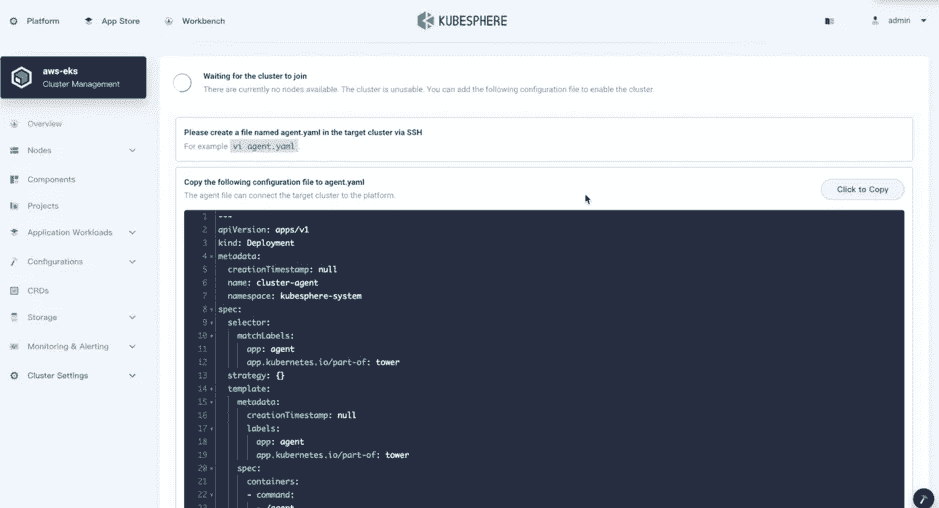 Platform
App Store
Workbench
KUBESPHERE
admin
aws-eks
Cluster Management
Overview
Nodes
Components
Projects
Application Workloads
Configurations
CRDs
Storage
Monitoring & Alerting
Cluster Settings
Waiting for the cluster to join
There are currently no nodes available. The cluster is unusable. You can add the following configuration file to enable the cluster.
Please create a file named agent.yaml in the target cluster via SSH
For example vi agent.yaml
Copy the following configuration file to agent.yaml
The agent file can connect the target cluster to the platform.
Click to Copy
1 ---
2 apiVersion: apps/v1
3 kind: Deployment
4 metadata:
5 creationTimestamp: null
6 name: cluster-agent
7 namespace: kubesphere-system
8 spec:
9 selector:
10 matchLabels:
11 app: agent
12 app.kubernetes.io/part-of: tower
13 strategy: {}
14 template:
15 metadata:
16 creationTimestamp: null
17 labels:
18 app: agent
19 app.kubernetes.io/part-of: tower
20 spec:
21 containers:
22 - command:
23 - /agent